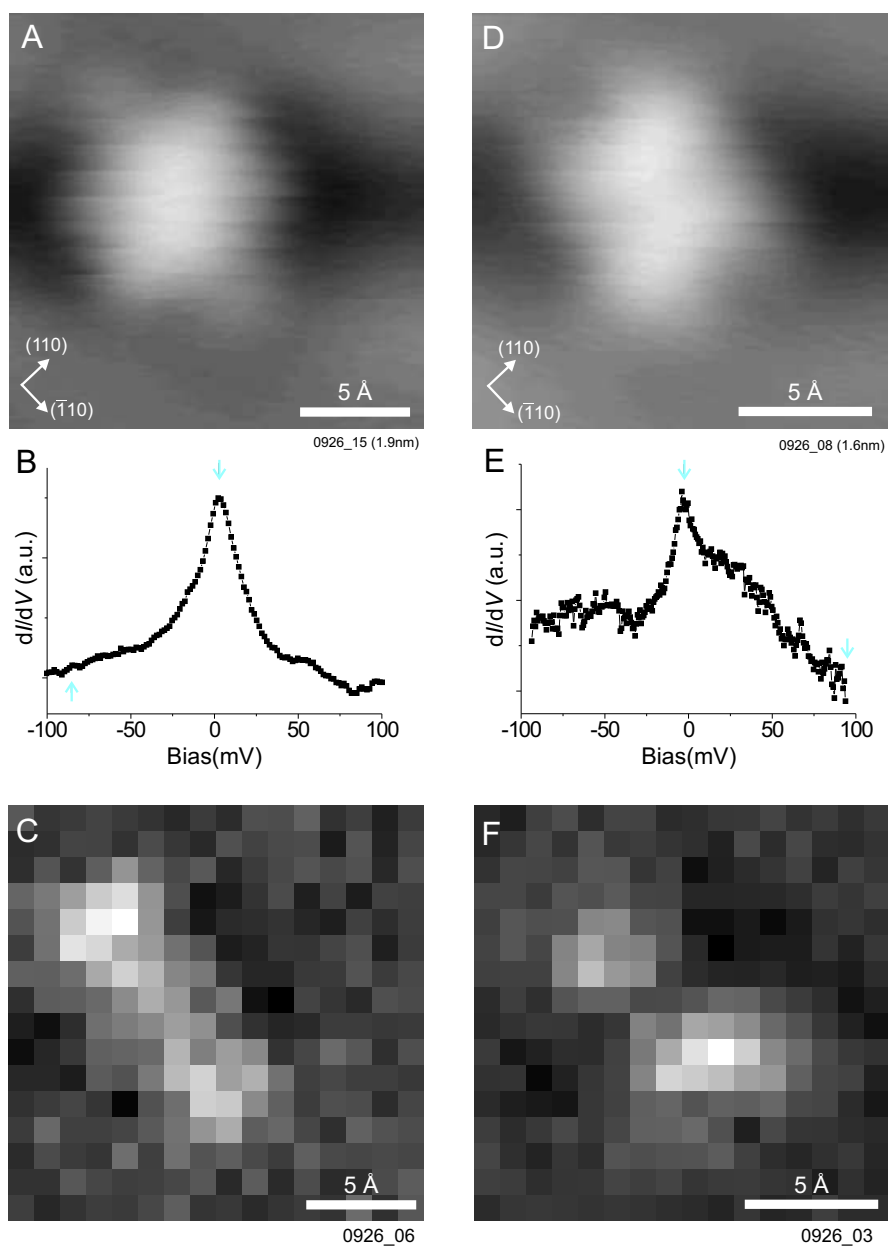 A
(110)
(1̄10)
5 Å
D
(110)
(1̄10)
5 Å
0926_15 (1.9nm)
0926_08 (1.6nm)
B
dI/dV (a.u.)
-100
-50
0
50
100
Bias(mV)
E
dI/dV (a.u.)
-100
-50
0
50
100
Bias(mV)
C
5 Å
0926_06
F
5 Å
0926_03